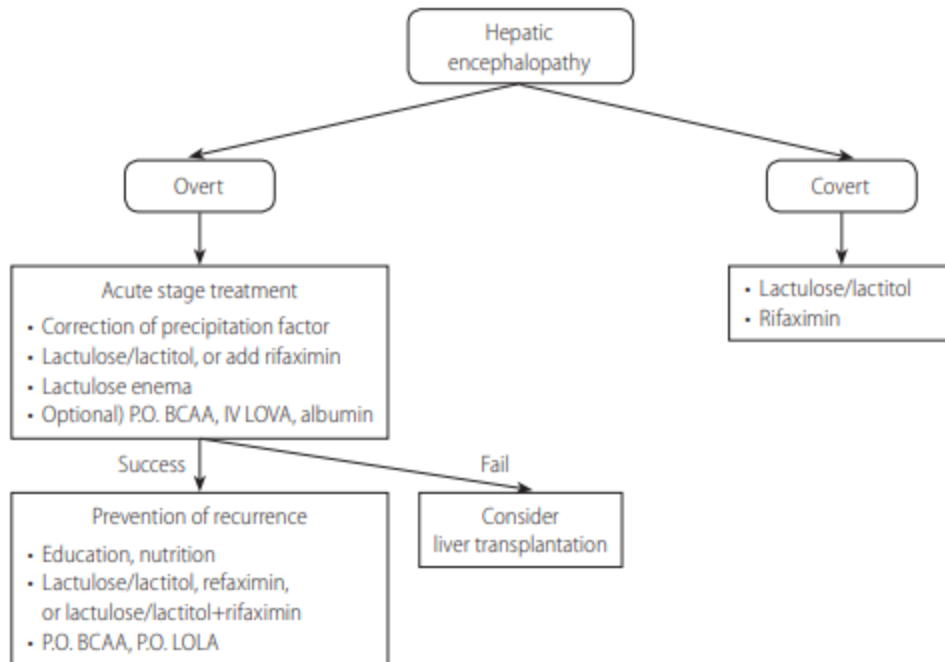 Hepatic
encephalopathy
Overt
Covert
Acute stage treatment
• Correction of precipitation factor
• Lactulose/lactitol, or add rifaximin
• Lactulose enema
• Optional) P.O. BCAA, IV LOVA, albumin
• Lactulose/lactitol
• Rifaximin
Success
Fail
Prevention of recurrence
• Education, nutrition
• Lactulose/lactitol, refaximin,
or lactulose/lactitol+rifaximin
• P.O. BCAA, P.O. LOLA
Consider
liver transplantation